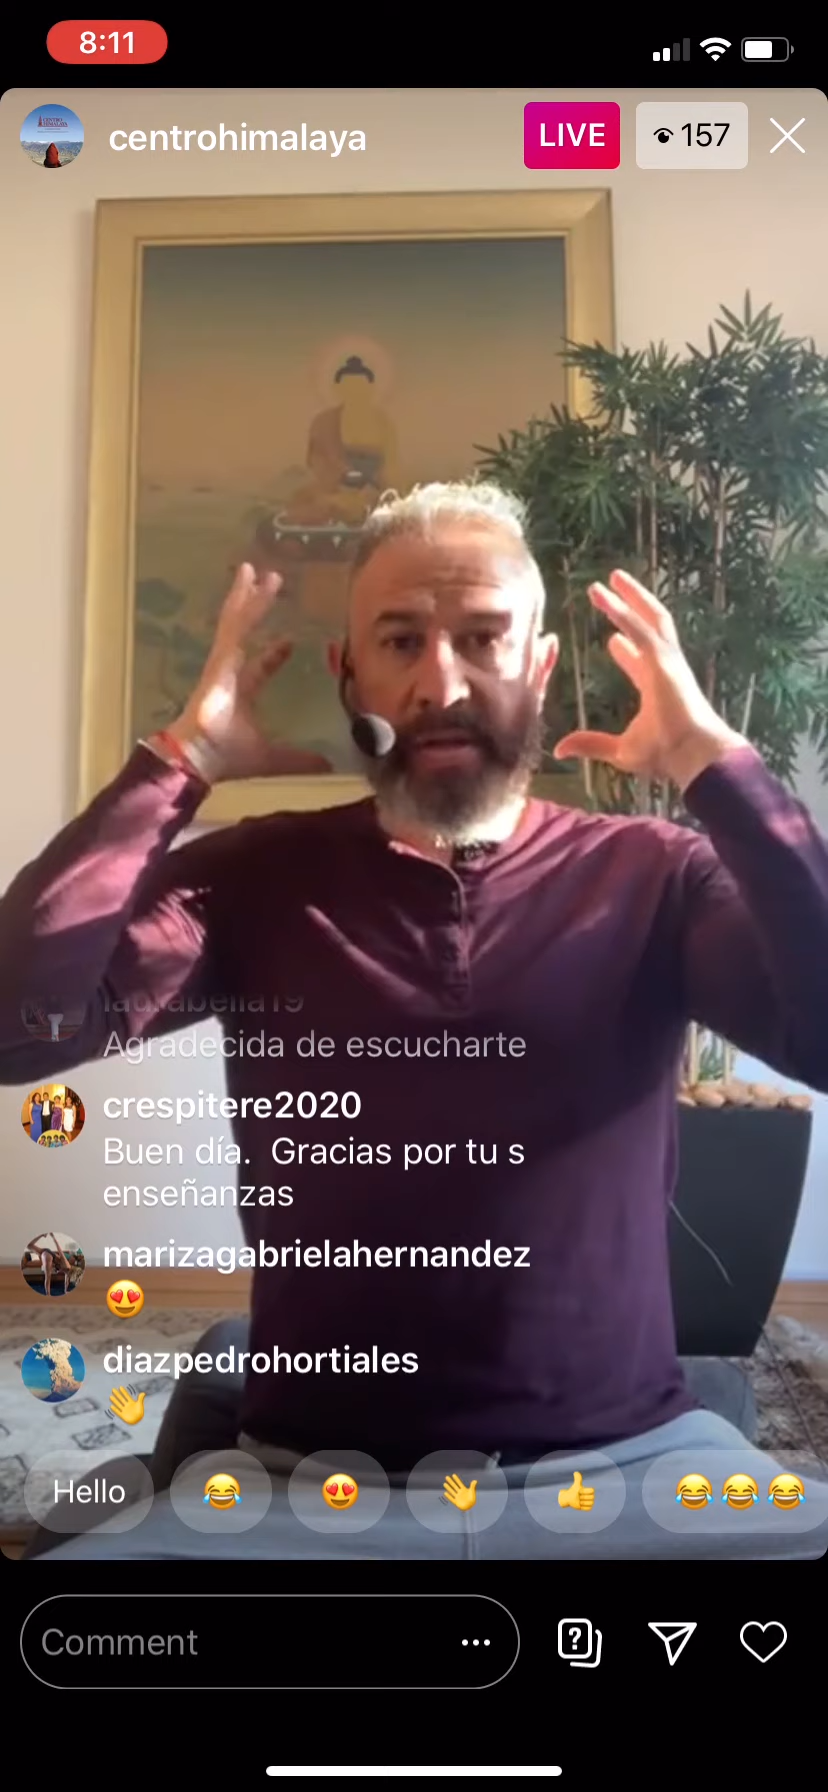 8:11
centrohimalaya
LIVE
157
laurabella19
Agradecida de escucharte
crespitere2020
Buen día. Gracias por tu s
enseñanzas
marizagabrielahernandez
😍
diazpedrohortiales
👋
Hello 😂 😍 👋 👍 😂😂😂
Comment